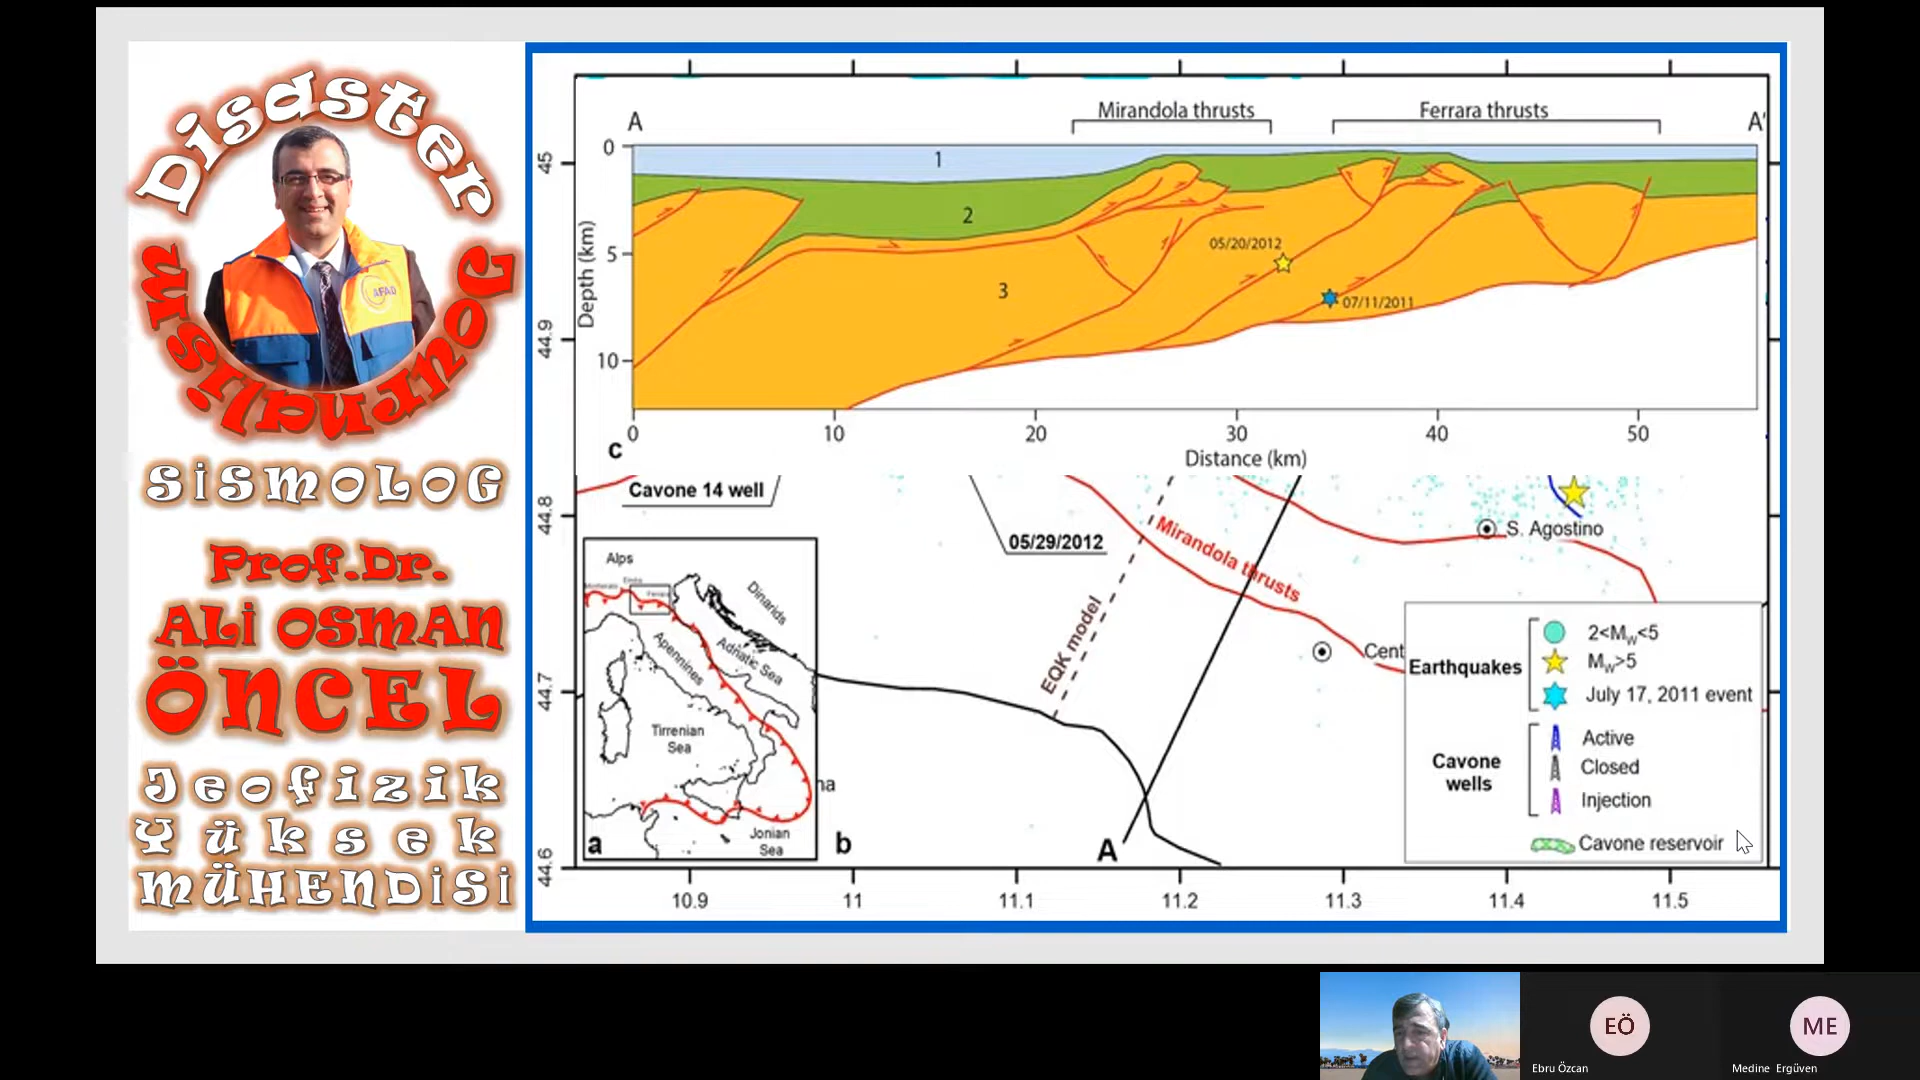 Disaster
Journalism
SİSMOLOG
Prof.Dr.
ALİ OSMAN
ÖNCEL
Jeofizik
Yüksek
MÜHENDİSİ
AFAD
Mirandola thrusts
Ferrara thrusts
A
A'
0
5
10
Depth (km)
1
2
3
05/20/2012
07/11/2011
0
10
20
30
40
50
Distance (km)
c
45
44.9
44.8
44.7
44.6
Cavone 14 well
05/29/2012
Mirandola thrusts
EQK model
S. Agostino
Cent
Alps
Dinarids
Apennines
Adriatic Sea
Tirrenian
Sea
Jonian
Sea
na
a
b
A
Earthquakes
2<Mw<5
Mw>5
July 17, 2011 event
Cavone
wells
Active
Closed
Injection
Cavone reservoir
10.9
11
11.1
11.2
11.3
11.4
11.5
EÖ
Ebru Özcan
ME
Medine Ergüven